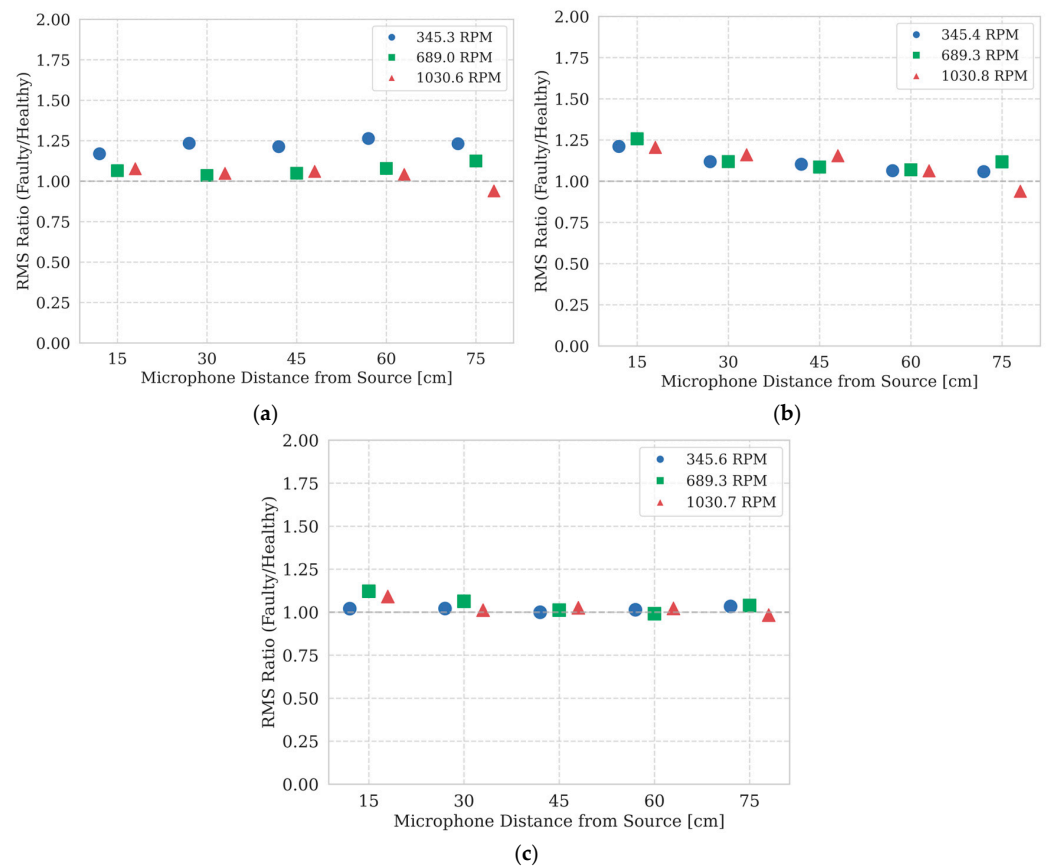 2.00
1.75
1.50
1.25
1.00
0.75
0.50
0.25
0.00
RMS Ratio (Faulty/Healthy)
345.3 RPM
689.0 RPM
1030.6 RPM
15 30 45 60 75
Microphone Distance from Source [cm]
(a)
2.00
1.75
1.50
1.25
1.00
0.75
0.50
0.25
0.00
RMS Ratio (Faulty/Healthy)
345.4 RPM
689.3 RPM
1030.8 RPM
15 30 45 60 75
Microphone Distance from Source [cm]
(b)
2.00
1.75
1.50
1.25
1.00
0.75
0.50
0.25
0.00
RMS Ratio (Faulty/Healthy)
345.6 RPM
689.3 RPM
1030.7 RPM
15 30 45 60 75
Microphone Distance from Source [cm]
(c)